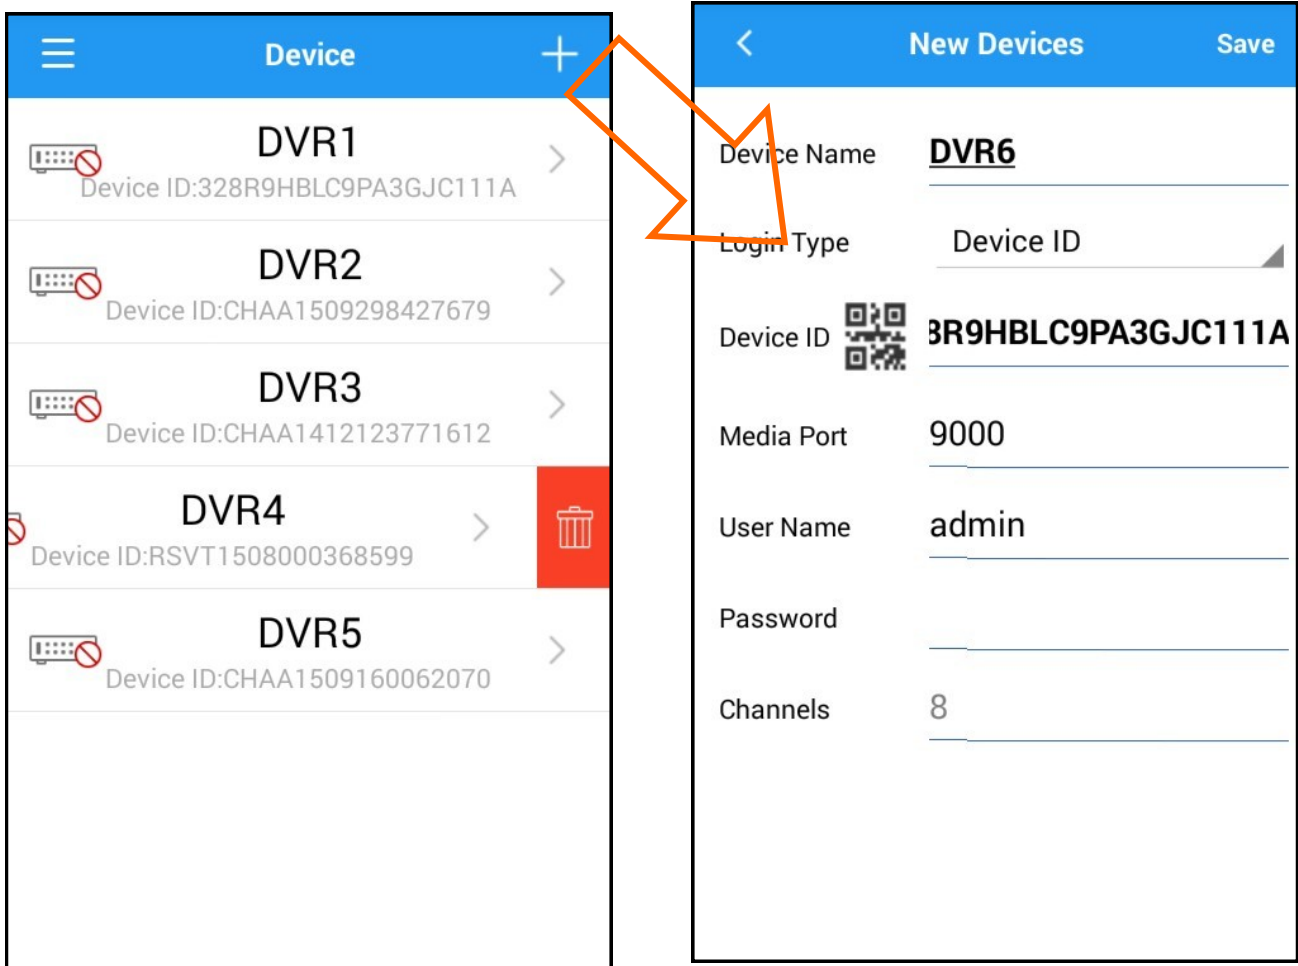 Device
DVR1
Device ID:328R9HBLC9PA3GJC111A
DVR2
Device ID:CHAA1509298427679
DVR3
Device ID:CHAA1412123771612
DVR4
Device ID:RSVT1508000368599
DVR5
Device ID:CHAA1509160062070
New Devices Save
Device Name DVR6
Login Type Device ID
Device ID 8R9HBLC9PA3GJC111A
Media Port 9000
User Name admin
Password
Channels 8